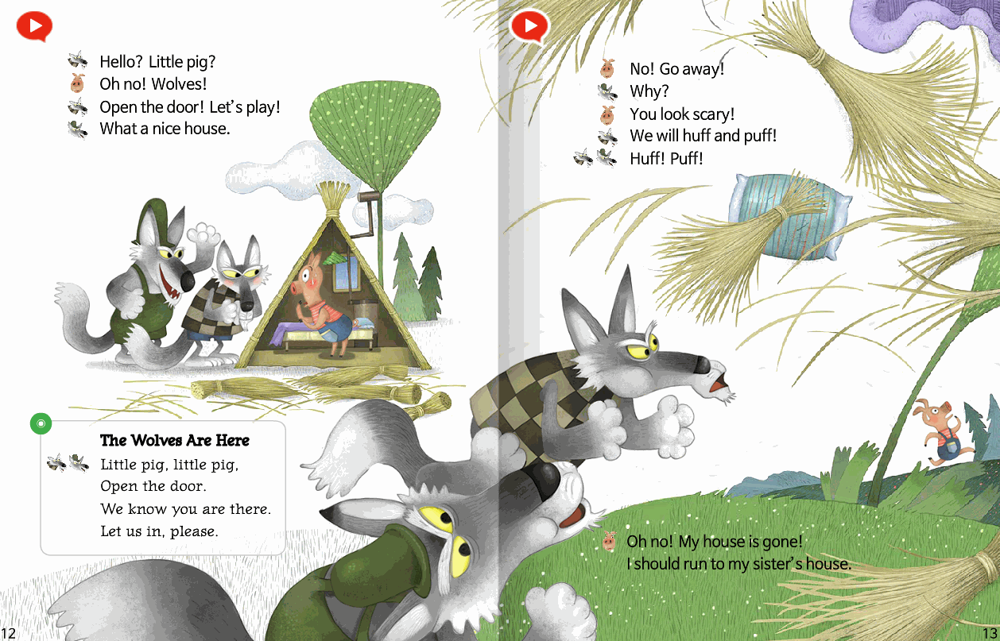 Hello? Little pig?
Oh no! Wolves!
Open the door! Let's play!
What a nice house.
The Wolves Are Here
Little pig, little pig,
Open the door.
We know you are there.
Let us in, please.
12
No! Go away!
Why?
You look scary!
We will huff and puff!
Huff! Puff!
Oh no! My house is gone!
I should run to my sister's house.
13